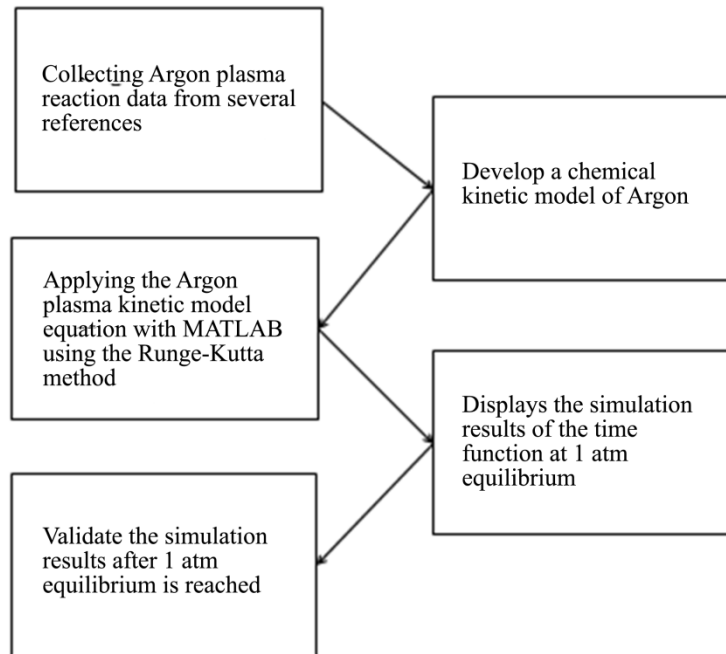 Collecting Argon plasma
reaction data from several
references
Develop a chemical
kinetic model of Argon
Applying the Argon
plasma kinetic model
equation with MATLAB
using the Runge-Kutta
method
Displays the simulation
results of the time
function at 1 atm
equilibrium
Validate the simulation
results after 1 atm
equilibrium is reached